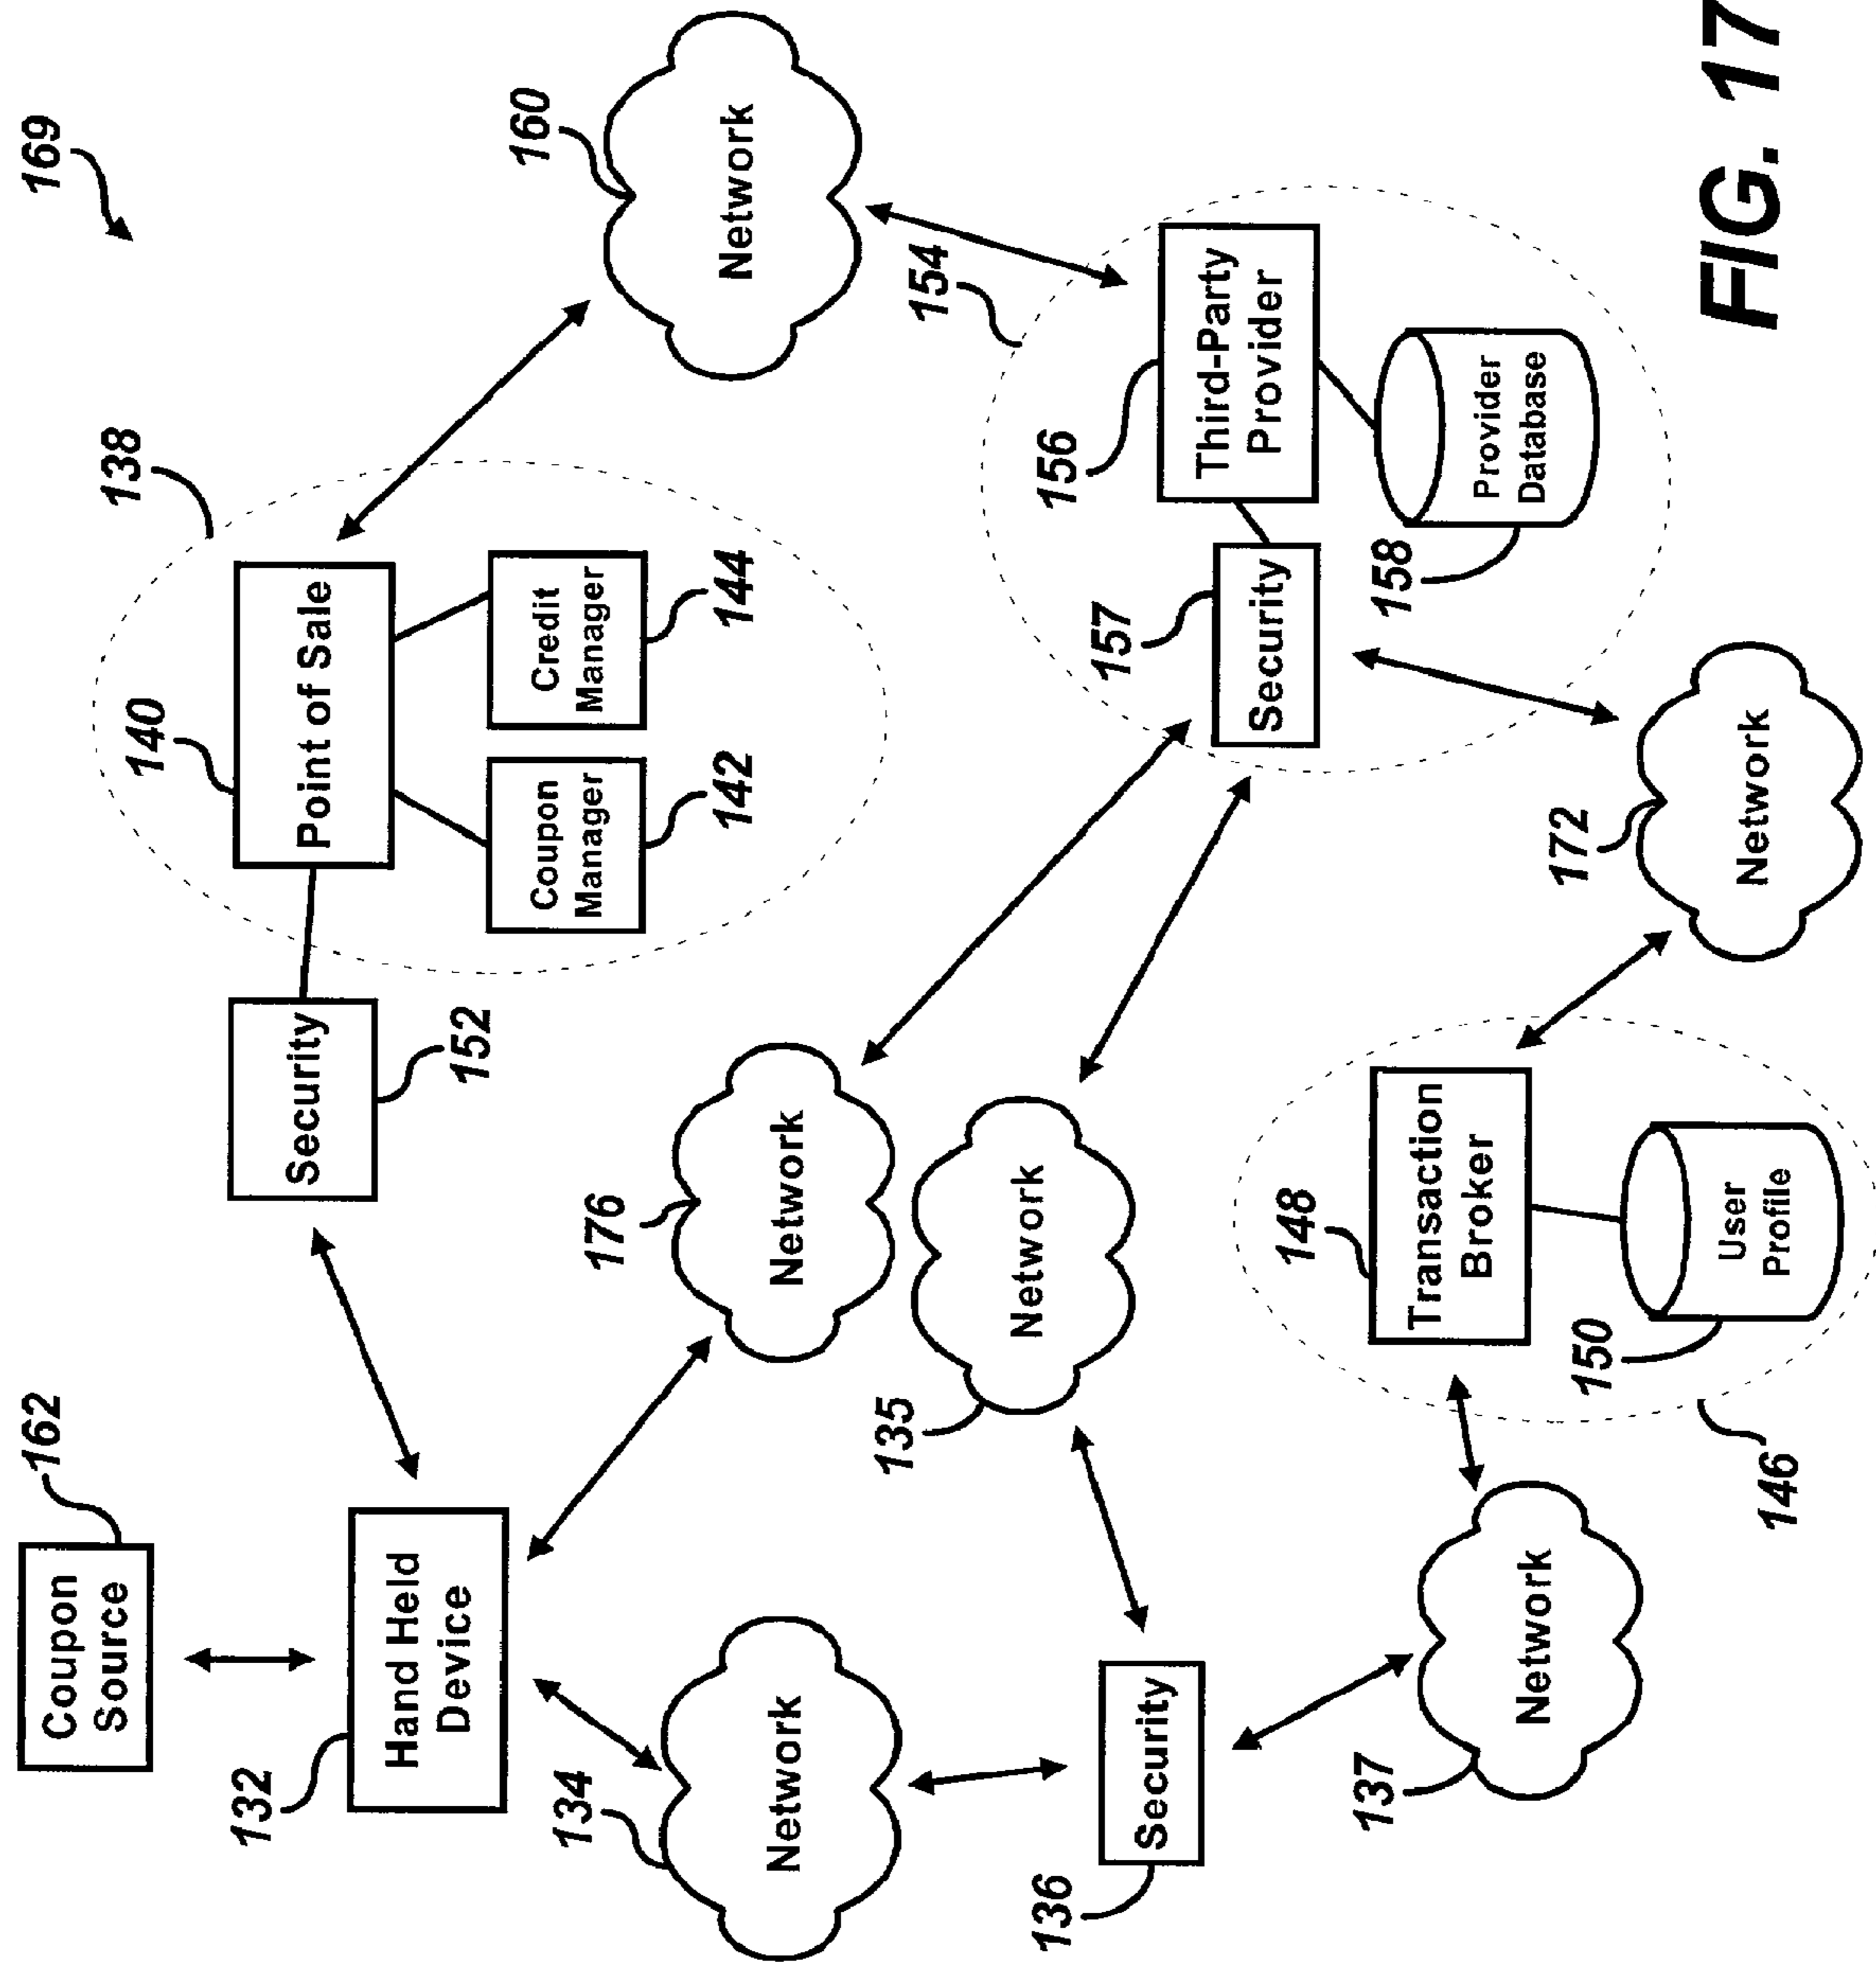 169
162
Coupon
Source
138
140
Point of Sale
Security
152
Coupon
Manager
142
Credit
Manager
144
160
Network
132
Hand Held
Device
134
Network
176
Network
135
Network
154
156
Third-Party
Provider
157
Security
158
Provider
Database
136
Security
137
Network
148
Transaction
Broker
150
User
Profile
146
172
Network
FIG. 17